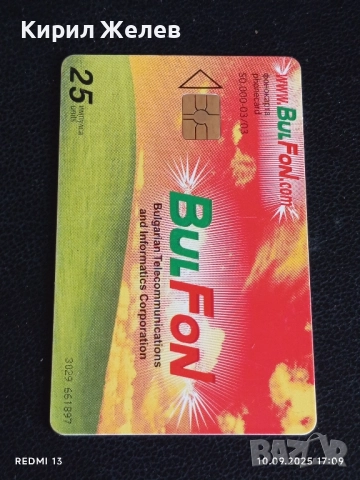 Кирил Желев
www.BULFON.com
фонокарта
phonecard
50.000-03/03
25
импулса
units
BULFON
Bulgarian Telecommunications
and Informatics Corporation
3029 661897
Bazar
REDMI 13
10.09.2025 17:09